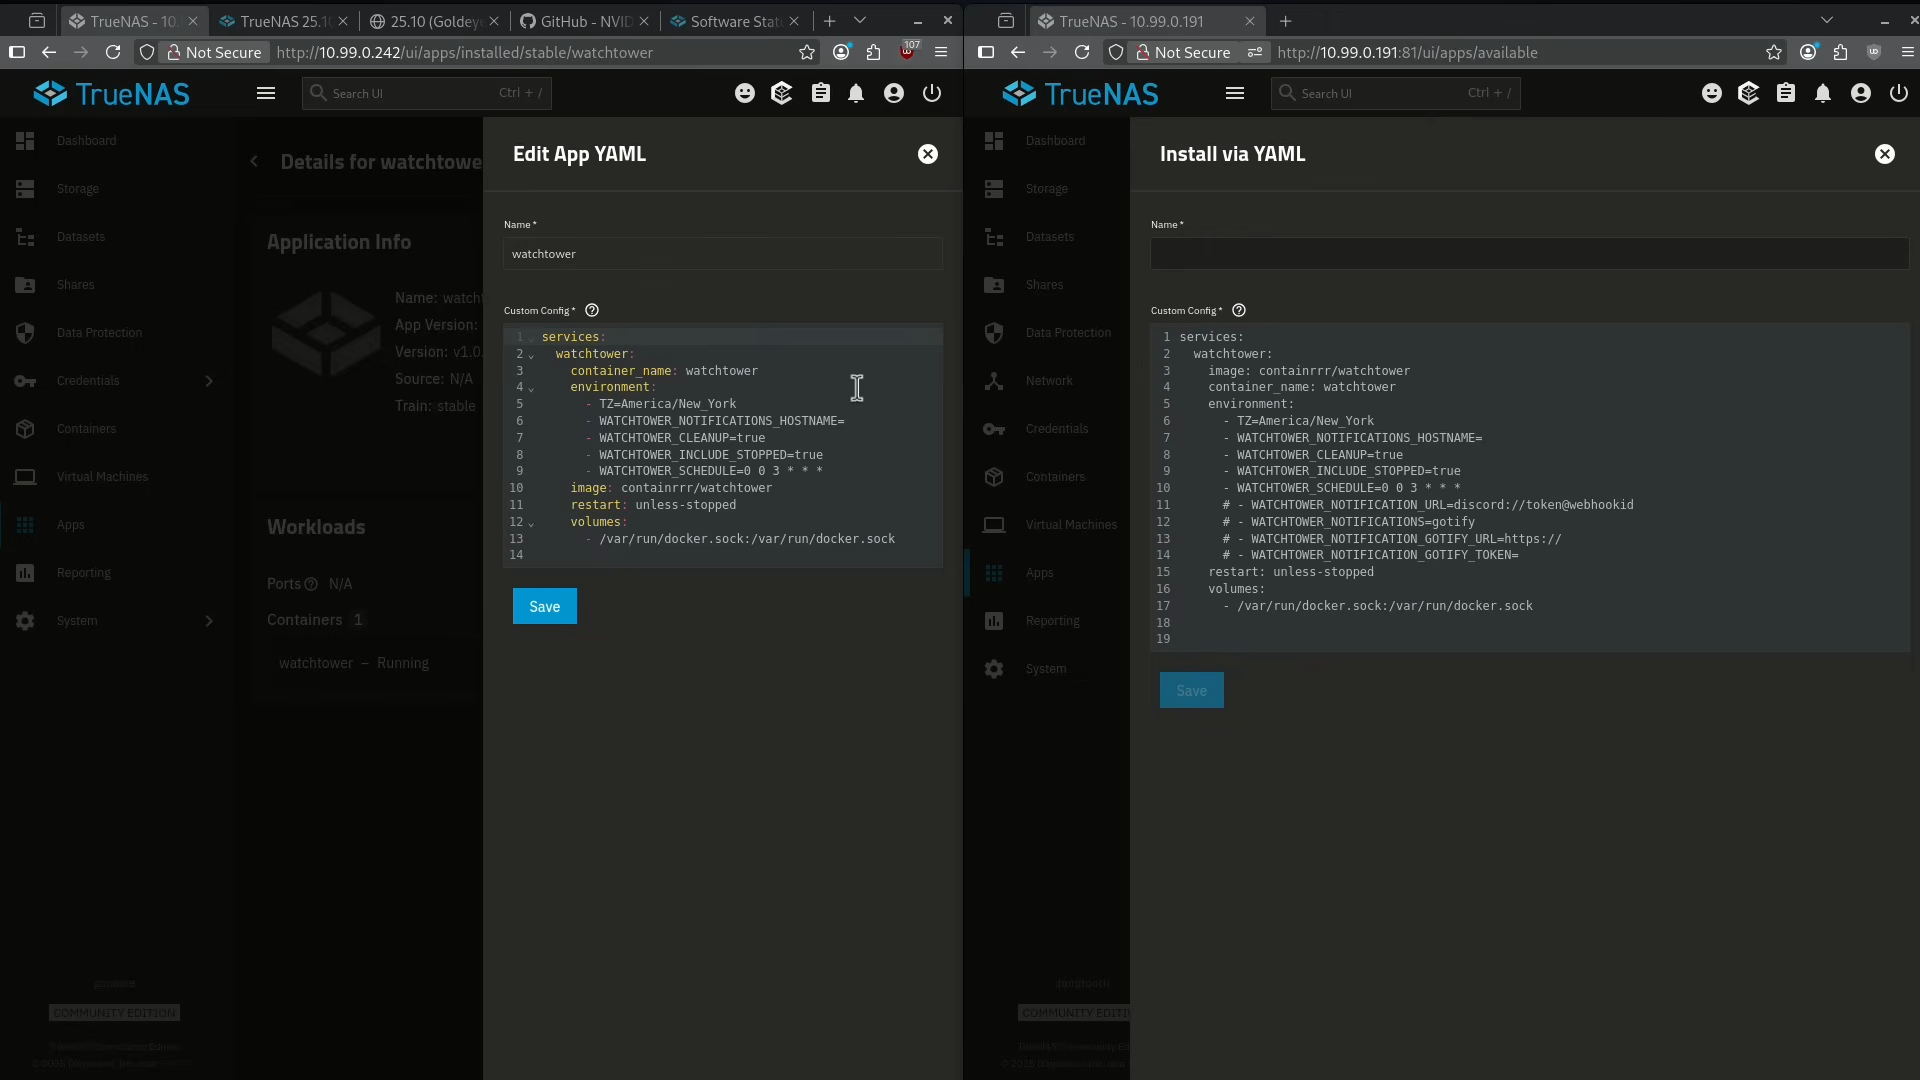 TrueNAS - 10.
TrueNAS 25.10
25.10 (Goldeye
GitHub - NVID
Software Stat
Not Secure
http://10.99.0.242/ui/apps/installed/stable/watchtower
107
TrueNAS
Search UI
Ctrl + /
Dashboard
Storage
Datasets
Shares
Data Protection
Credentials
Containers
Virtual Machines
Apps
Reporting
System
COMMUNITY EDITION
Details for watchtowe
Application Info
Name: watcht
App Version:
Version: v1.0.
Source: N/A
Train: stable
Workloads
Ports N/A
Containers 1
watchtower – Running
Edit App YAML
Name *
watchtower
Custom Config *
1 services:
2 watchtower:
3 container_name: watchtower
4 environment:
5 - TZ=America/New_York
6 - WATCHTOWER_NOTIFICATIONS_HOSTNAME=
7 - WATCHTOWER_CLEANUP=true
8 - WATCHTOWER_INCLUDE_STOPPED=true
9 - WATCHTOWER_SCHEDULE=0 0 3 * * *
10 image: containrrr/watchtower
11 restart: unless-stopped
12 volumes:
13 - /var/run/docker.sock:/var/run/docker.sock
14
Save
TrueNAS - 10.99.0.191
Not Secure
http://10.99.0.191:81/ui/apps/available
TrueNAS
Search UI
Ctrl + /
Dashboard
Storage
Datasets
Shares
Data Protection
Network
Credentials
Containers
Virtual Machines
Apps
Reporting
System
COMMUNITY EDITI
Install via YAML
Name *
Custom Config *
1 services:
2 watchtower:
3 image: containrrr/watchtower
4 container_name: watchtower
5 environment:
6 - TZ=America/New_York
7 - WATCHTOWER_NOTIFICATIONS_HOSTNAME=
8 - WATCHTOWER_CLEANUP=true
9 - WATCHTOWER_INCLUDE_STOPPED=true
10 - WATCHTOWER_SCHEDULE=0 0 3 * * *
11 # - WATCHTOWER_NOTIFICATION_URL=discord://token@webhookid
12 # - WATCHTOWER_NOTIFICATIONS=gotify
13 # - WATCHTOWER_NOTIFICATION_GOTIFY_URL=https://
14 # - WATCHTOWER_NOTIFICATION_GOTIFY_TOKEN=
15 restart: unless-stopped
16 volumes:
17 - /var/run/docker.sock:/var/run/docker.sock
18
19
Save